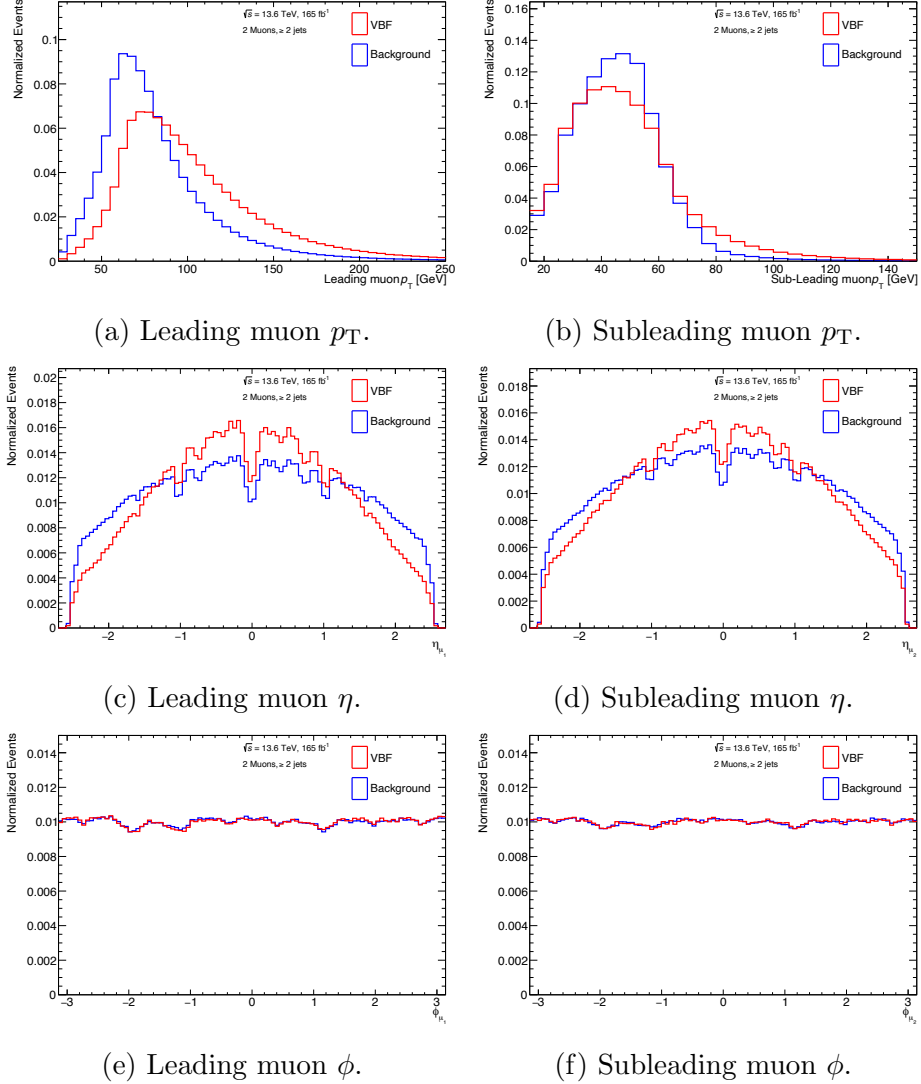 √s = 13.6 TeV, 165 fb⁻¹
2 Muons, ≥ 2 jets
VBF
Background
Normalized Events
0.1
0.08
0.06
0.04
0.02
0
50 100 150 200 250
Leading muon p_T [GeV]
√s = 13.6 TeV, 165 fb⁻¹
2 Muons, ≥ 2 jets
VBF
Background
Normalized Events
0.16
0.14
0.12
0.10
0.08
0.06
0.04
0.02
0
20 40 60 80 100 120 140
Sub-Leading muon p_T [GeV]
(a) Leading muon p_T.
(b) Subleading muon p_T.
√s = 13.6 TeV, 165 fb⁻¹
2 Muons, ≥ 2 jets
VBF
Background
Normalized Events
0.02
0.018
0.016
0.014
0.012
0.01
0.008
0.006
0.004
0.002
0
−2 −1 0 1 2
η_μ₁
√s = 13.6 TeV, 165 fb⁻¹
2 Muons, ≥ 2 jets
VBF
Background
Normalized Events
0.018
0.016
0.014
0.012
0.01
0.008
0.006
0.004
0.002
0
−2 −1 0 1 2
η_μ₂
(c) Leading muon η.
(d) Subleading muon η.
√s = 13.6 TeV, 165 fb⁻¹
2 Muons, ≥ 2 jets
VBF
Background
Normalized Events
0.014
0.012
0.01
0.008
0.006
0.004
0.002
0
−3 −2 −1 0 1 2 3
ϕ_μ₁
√s = 13.6 TeV, 165 fb⁻¹
2 Muons, ≥ 2 jets
VBF
Background
Normalized Events
0.014
0.012
0.01
0.008
0.006
0.004
0.002
0
−3 −2 −1 0 1 2 3
ϕ_μ₂
(e) Leading muon ϕ.
(f) Subleading muon ϕ.